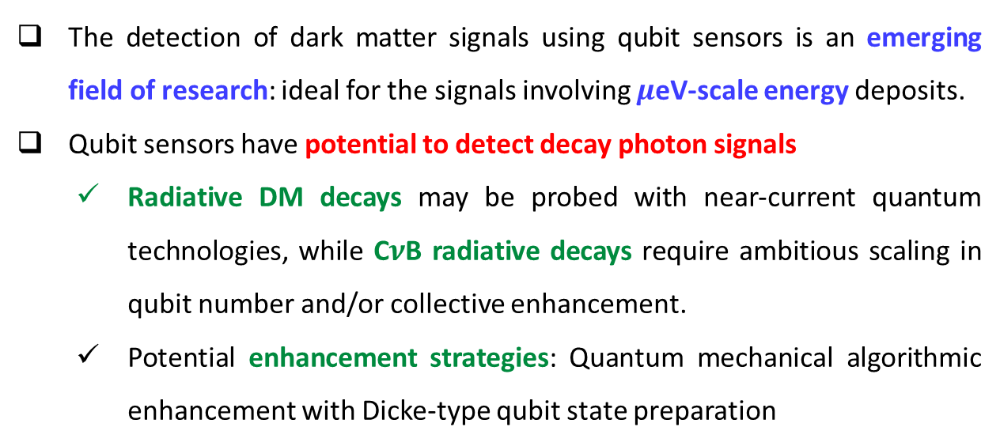 ❑ The detection of dark matter signals using qubit sensors is an emerging
field of research: ideal for the signals involving μeV-scale energy deposits.
❑ Qubit sensors have potential to detect decay photon signals
✓ Radiative DM decays may be probed with near-current quantum
technologies, while CνB radiative decays require ambitious scaling in
qubit number and/or collective enhancement.
✓ Potential enhancement strategies: Quantum mechanical algorithmic
enhancement with Dicke-type qubit state preparation